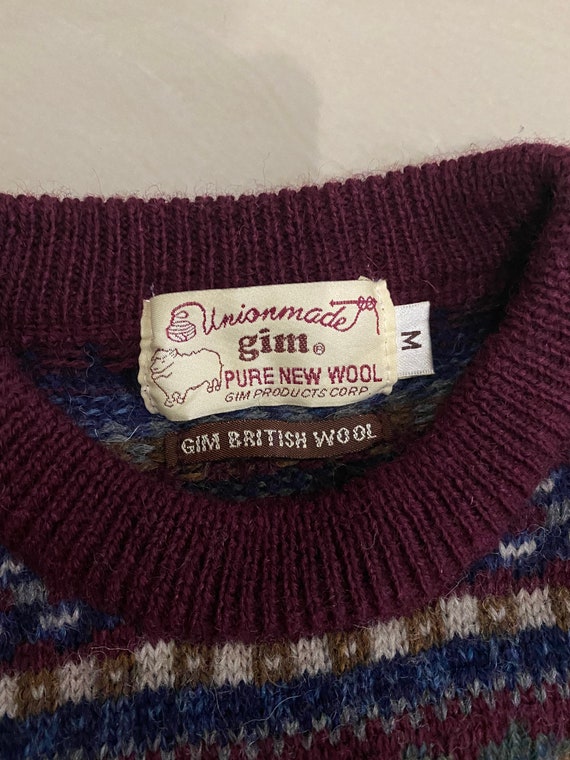 Unionmade
gim®
PURE NEW WOOL
GIM PRODUCTS CORP
M
GIM BRITISH WOOL